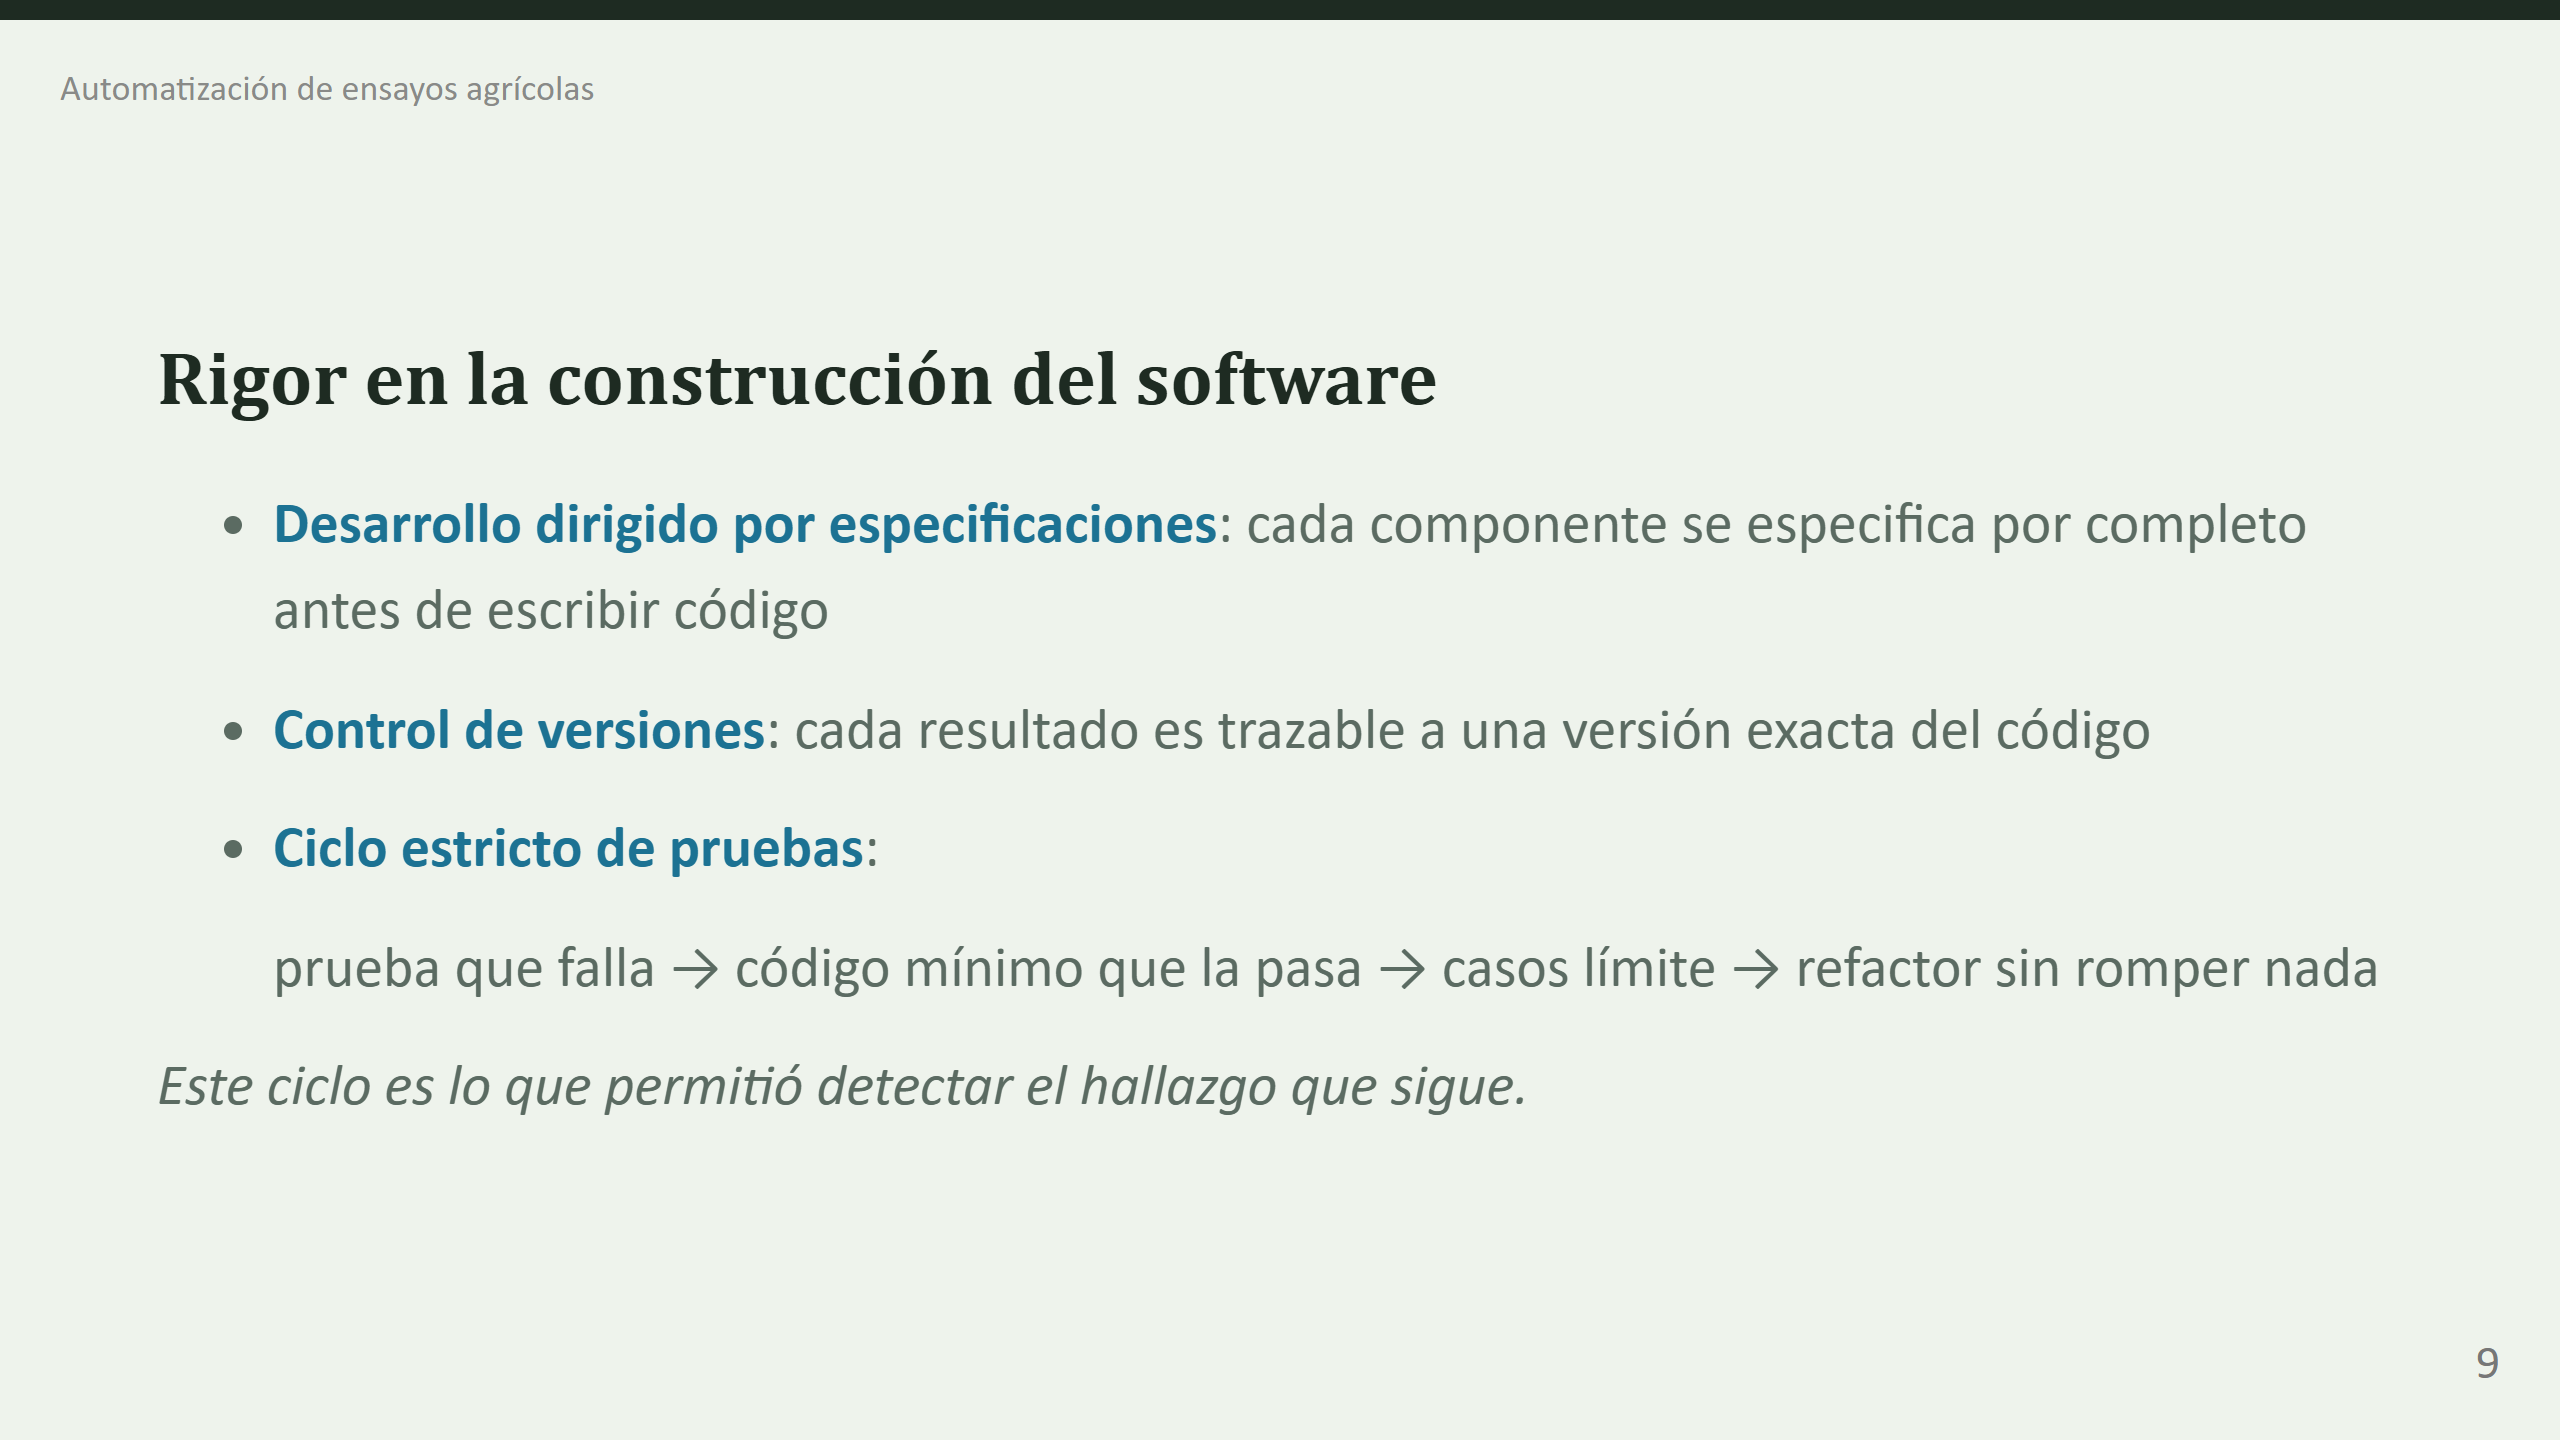 Automatización de ensayos agrícolas
Rigor en la construcción del software
• Desarrollo dirigido por especificaciones: cada componente se especifica por completo
antes de escribir código
• Control de versiones: cada resultado es trazable a una versión exacta del código
• Ciclo estricto de pruebas:
prueba que falla → código mínimo que la pasa → casos límite → refactor sin romper nada
Este ciclo es lo que permitió detectar el hallazgo que sigue.
9